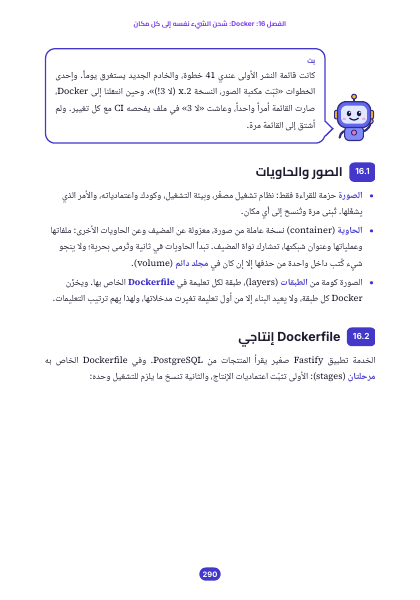 الفصل 16: Docker: شحن الشيء نفسه إلى كل مكان
بت
كانت قائمة النشر الأولى عندي 41 خطوة، والخادم الجديد يستغرق يوماً. وإحدى
الخطوات «ثبّت مكتبة الصور، النسخة 2.x (لا 3!)». وحين انتقلنا إلى Docker،
صارت القائمة أمراً واحداً، وعاشت «لا 3» في ملف يفحصه CI مع كل تغيير. ولم
أشتق إلى القائمة مرة.
16.1 الصور والحاويات
• الصورة حزمة للقراءة فقط: نظام تشغيل مصغّر، وبيئة التشغيل، وكودك واعتمادياته، والأمر الذي
يشغّلها. تُبنى مرة وتُنسخ إلى أي مكان.
• الحاوية (container) نسخة عاملة من صورة، معزولة عن المضيف وعن الحاويات الأخرى: ملفاتها
وعملياتها وعنوان شبكتها، تتشارك نواة المضيف. تبدأ الحاويات في ثانية وتُرمى بحرية؛ ولا ينجو
شيء كُتب داخل واحدة من حذفها إلا إن كان في مجلد دائم (volume).
• الصورة كومة من الطبقات (layers)، طبقة لكل تعليمة في Dockerfile الخاص بها. ويخزّن
Docker كل طبقة، ولا يعيد البناء إلا من أول تعليمة تغيرت مدخلاتها، ولهذا يهم ترتيب التعليمات.
16.2 Dockerfile إنتاجي
الخدمة تطبيق Fastify صغير يقرأ المنتجات من PostgreSQL. وفي Dockerfile الخاص به
مرحلتان (stages): الأولى تثبّت اعتماديات الإنتاج، والثانية تنسخ ما يلزم للتشغيل وحده:
290